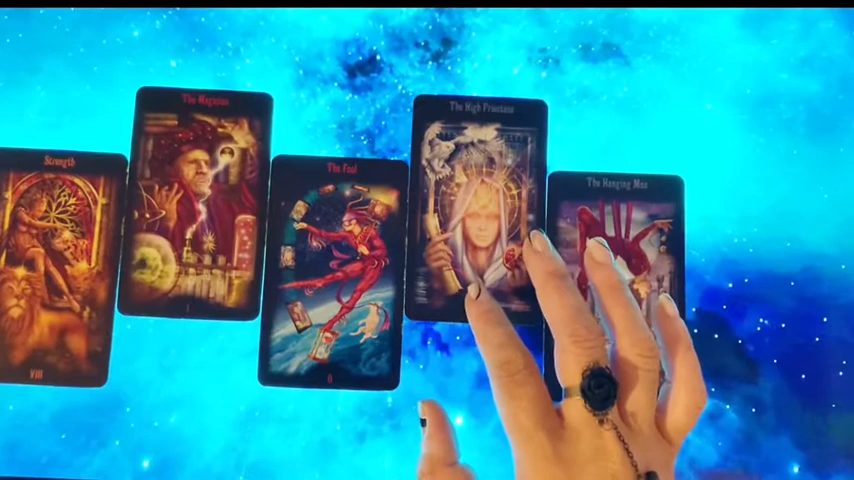 Strength
VIII
The Magician
I
The Fool
0
The High Priestess
The Hanging Man